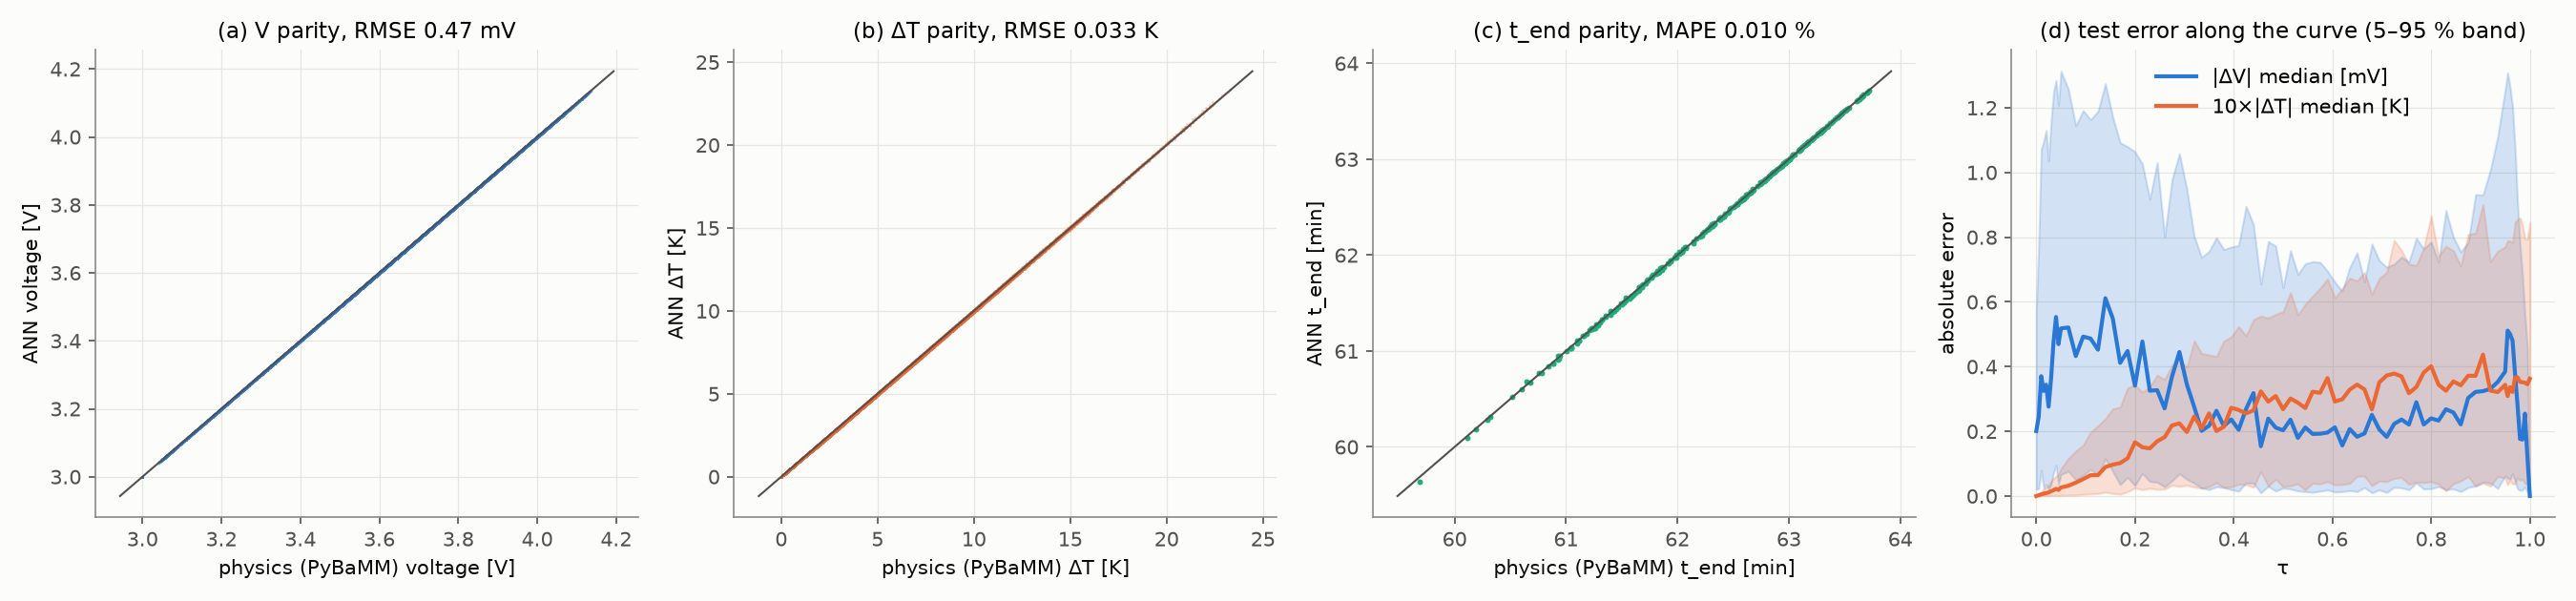 (a) V parity, RMSE 0.47 mV
4.2
4.0
3.8
3.6
3.4
3.2
3.0
ANN voltage [V]
3.0 3.2 3.4 3.6 3.8 4.0 4.2
physics (PyBaMM) voltage [V]
(b) ΔT parity, RMSE 0.033 K
25
20
15
10
5
0
ANN ΔT [K]
0 5 10 15 20 25
physics (PyBaMM) ΔT [K]
(c) t_end parity, MAPE 0.010 %
64
63
62
61
60
ANN t_end [min]
60 61 62 63 64
physics (PyBaMM) t_end [min]
(d) test error along the curve (5–95 % band)
|ΔV| median [mV]
10×|ΔT| median [K]
1.2
1.0
0.8
0.6
0.4
0.2
0.0
absolute error
0.0 0.2 0.4 0.6 0.8 1.0
τ